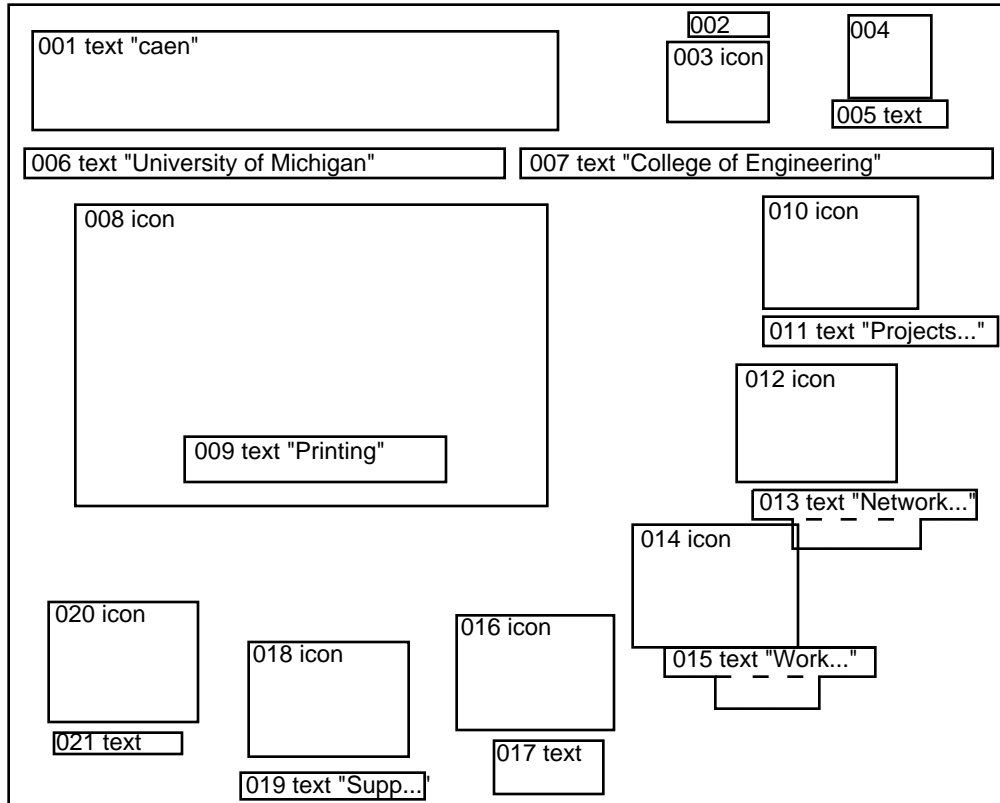 001 text "caen"
002
003 icon
004
005 text
006 text "University of Michigan"
007 text "College of Engineering"
008 icon
009 text "Printing"
010 icon
011 text "Projects..."
012 icon
013 text "Network..."
014 icon
015 text "Work..."
016 icon
017 text
018 icon
019 text "Supp..."
020 icon
021 text